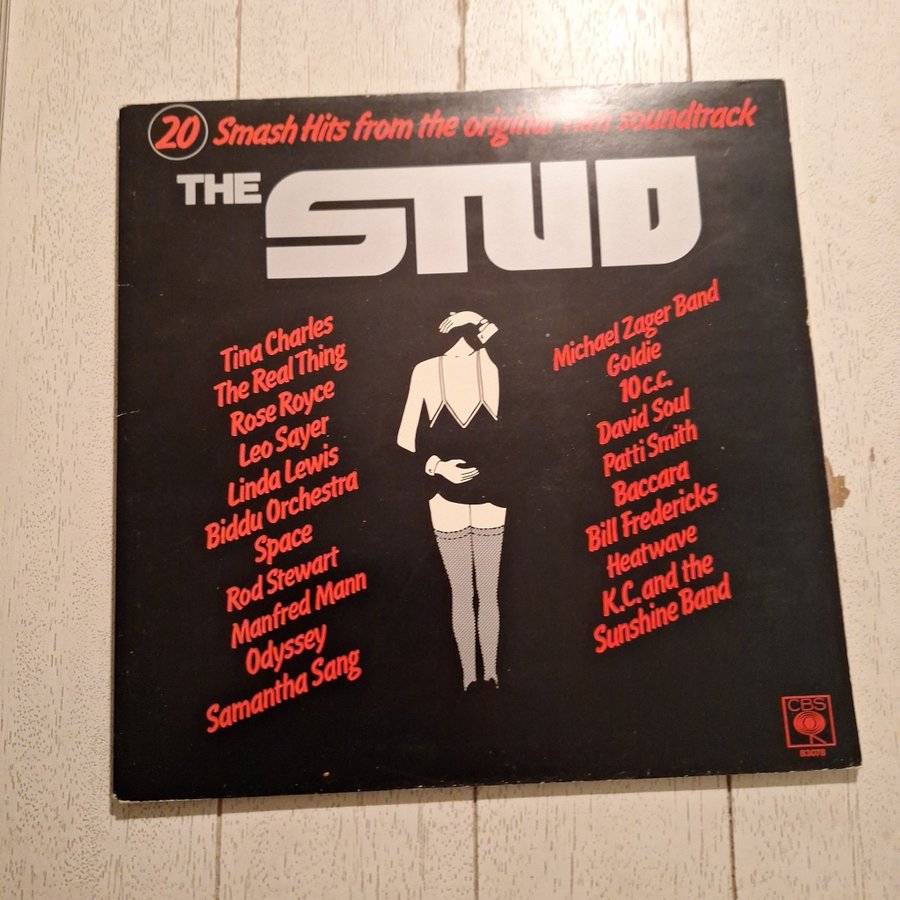 20 Smash Hits from the original film soundtrack
THE STUD
Tina Charles
The Real Thing
Rose Royce
Leo Sayer
Linda Lewis
Biddu Orchestra
Space
Rod Stewart
Manfred Mann
Odyssey
Samantha Sang
Michael Zager Band
Goldie
10 c.c.
David Soul
Patti Smith
Baccara
Bill Fredericks
Heatwave
K.C. and the
Sunshine Band
CBS
83078